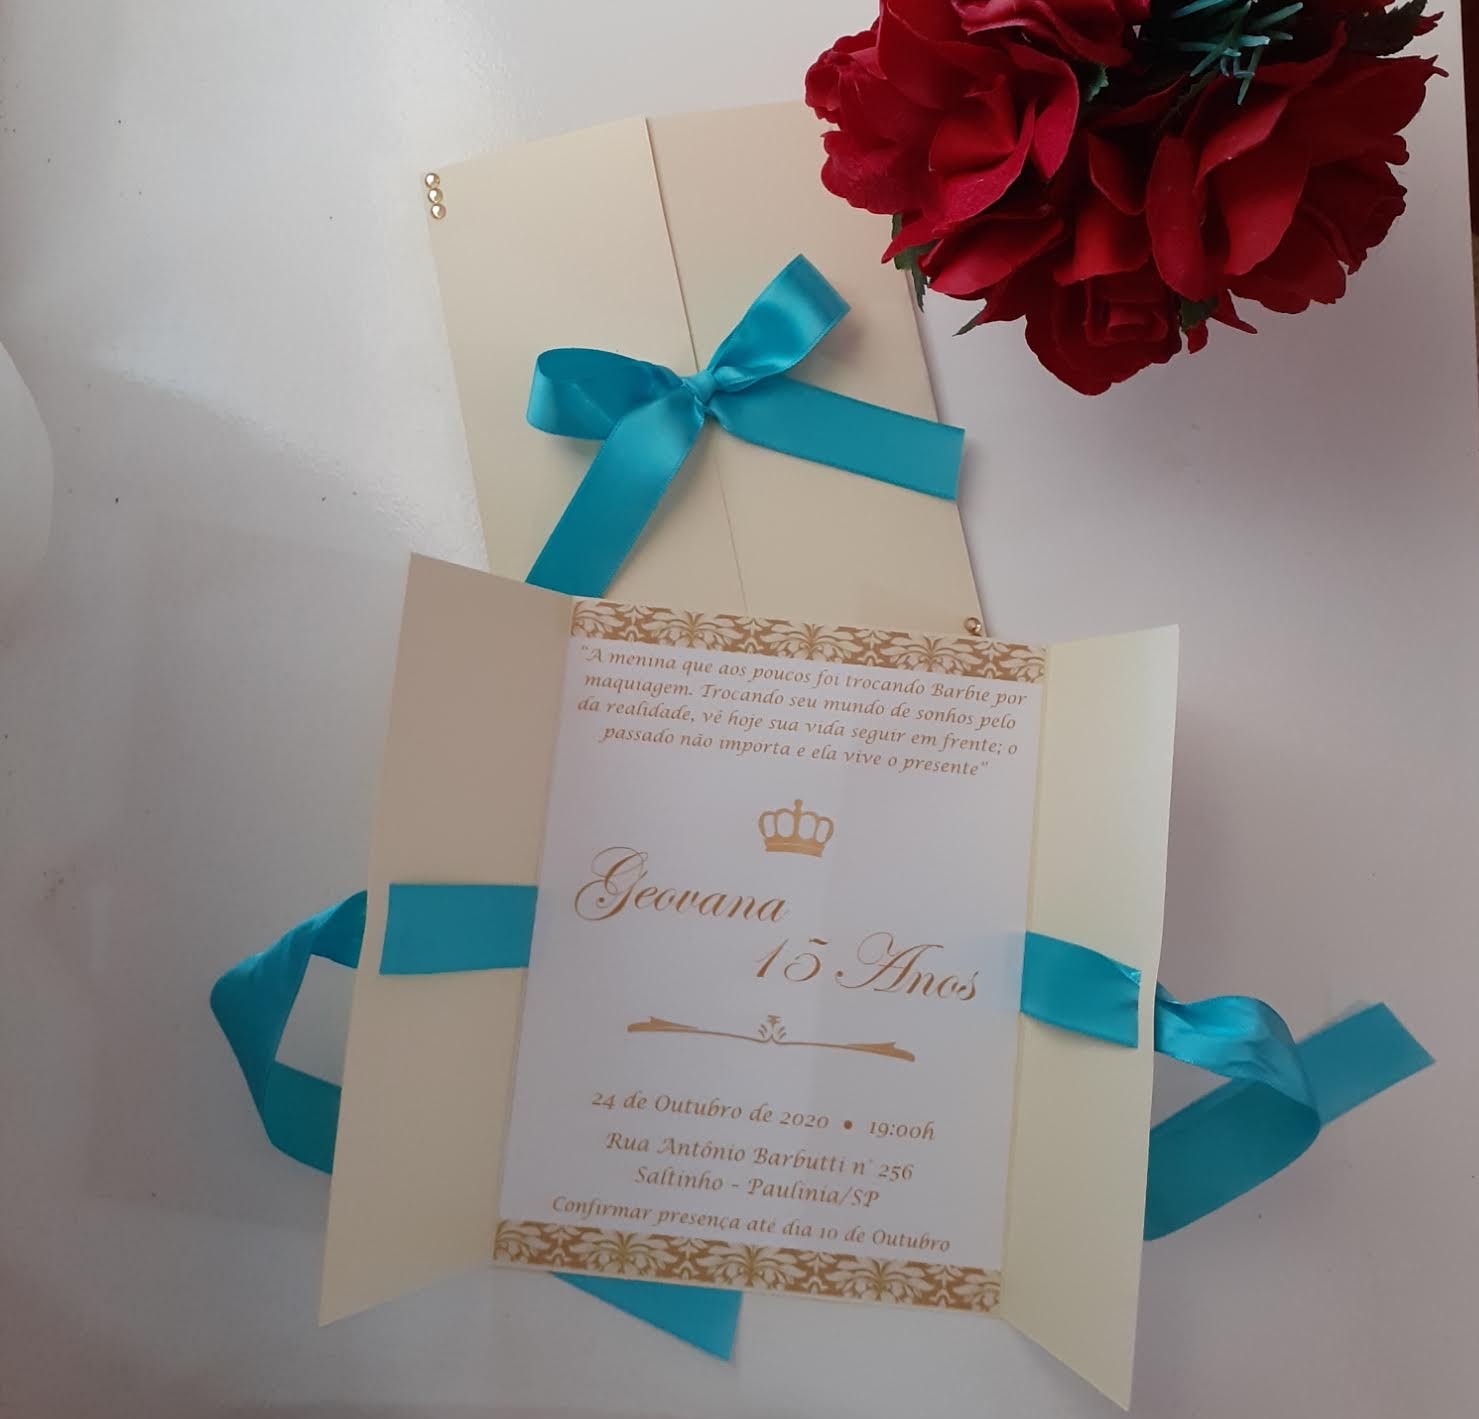 “A menina que aos poucos foi trocando Barbie por
maquiagem. Trocando seu mundo de sonhos pelo
da realidade, vê hoje sua vida seguir em frente; o
passado não importa e ela vive o presente”
Geovana
15 Anos
24 de Outubro de 2020 • 19:00h
Rua Antônio Barbutti n° 256
Saltinho - Paulinia/SP
Confirmar presença até dia 10 de Outubro